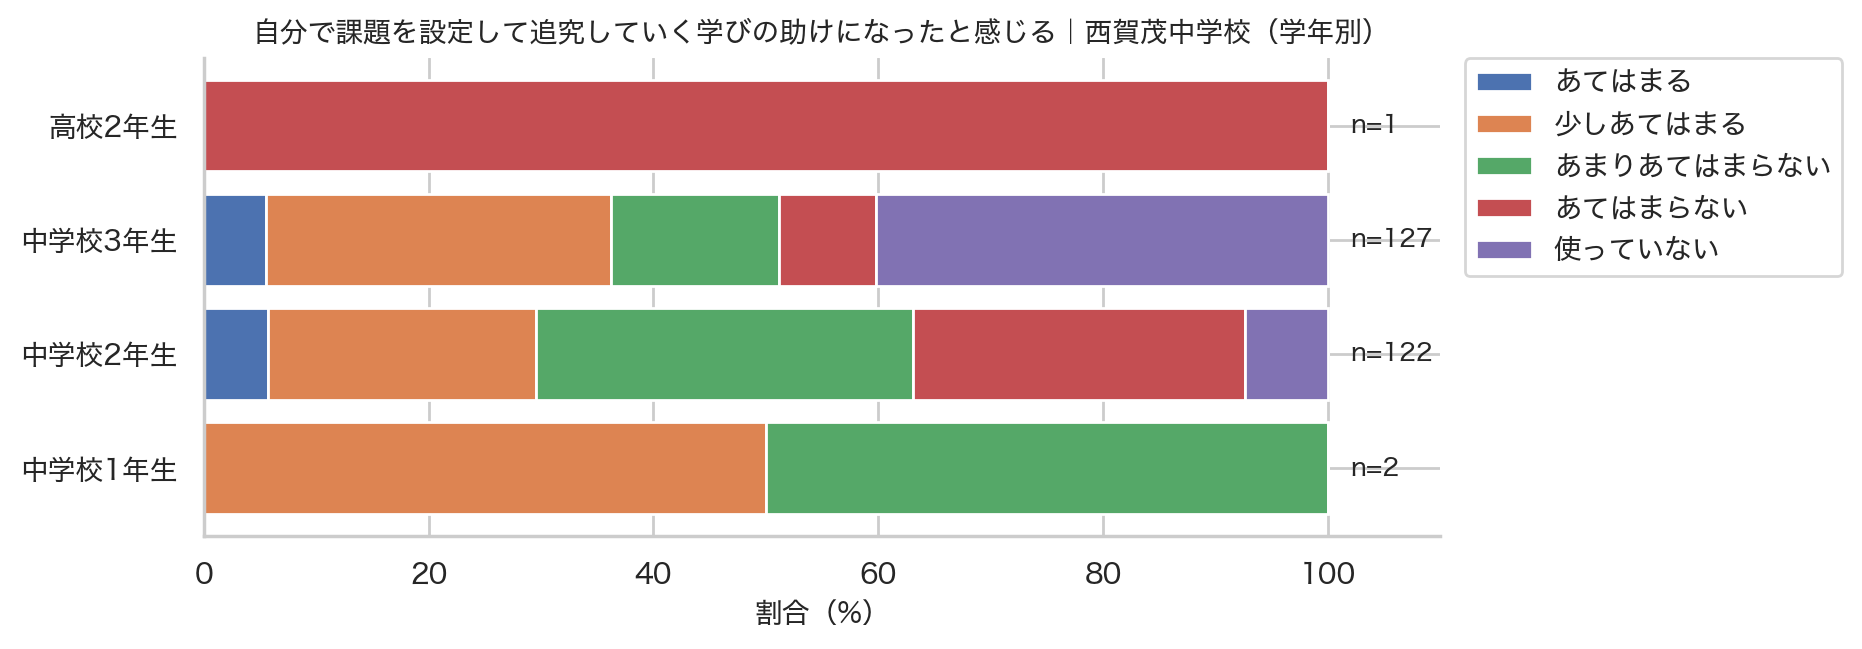 自分で課題を設定して追究していく学びの助けになったと感じる｜西賀茂中学校（学年別）
高校2年生
n=1
中学校3年生
n=127
中学校2年生
n=122
中学校1年生
n=2
0 20 40 60 80 100
割合（%）
あてはまる
少しあてはまる
あまりあてはまらない
あてはまらない
使っていない